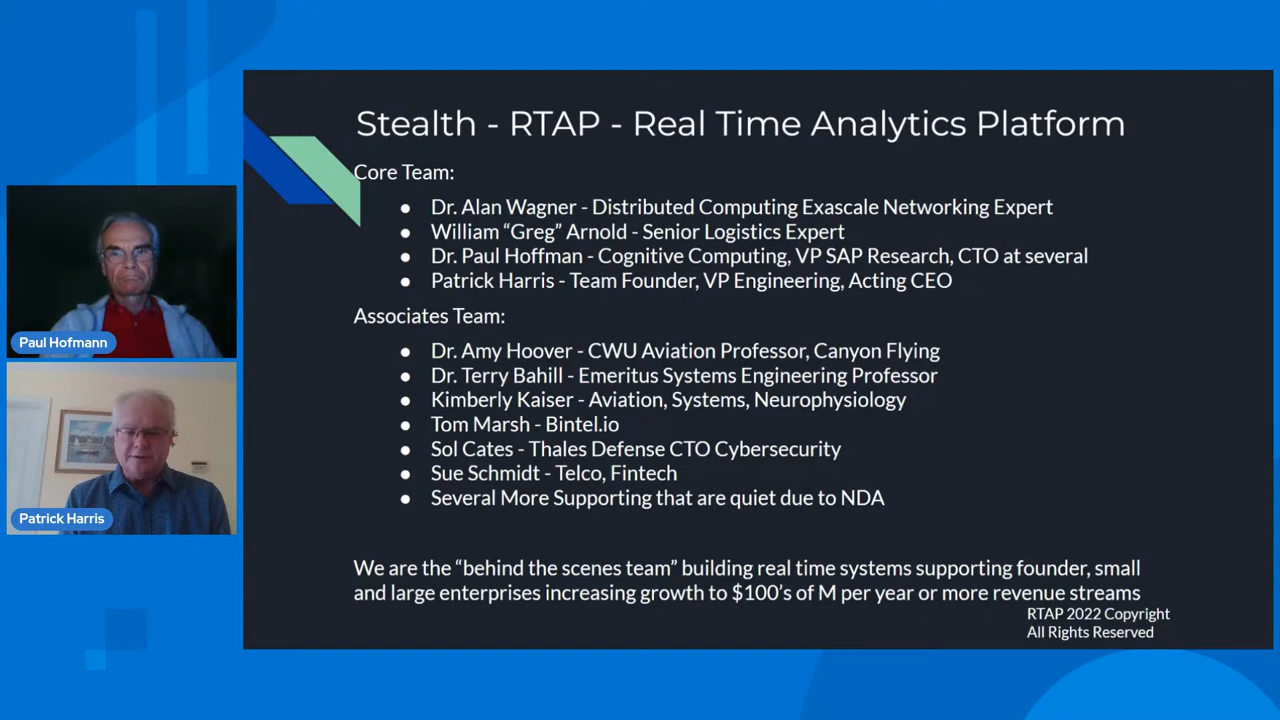 Stealth - RTAP - Real Time Analytics Platform
Core Team:
● Dr. Alan Wagner - Distributed Computing Exascale Networking Expert
● William “Greg” Arnold - Senior Logistics Expert
● Dr. Paul Hoffman - Cognitive Computing, VP SAP Research, CTO at several
● Patrick Harris - Team Founder, VP Engineering, Acting CEO
Associates Team:
● Dr. Amy Hoover - CWU Aviation Professor, Canyon Flying
● Dr. Terry Bahill - Emeritus Systems Engineering Professor
● Kimberly Kaiser - Aviation, Systems, Neurophysiology
● Tom Marsh - Bintel.io
● Sol Cates - Thales Defense CTO Cybersecurity
● Sue Schmidt - Telco, Fintech
● Several More Supporting that are quiet due to NDA
We are the “behind the scenes team” building real time systems supporting founder, small
and large enterprises increasing growth to $100’s of M per year or more revenue streams
RTAP 2022 Copyright
All Rights Reserved
Paul Hofmann
Patrick Harris